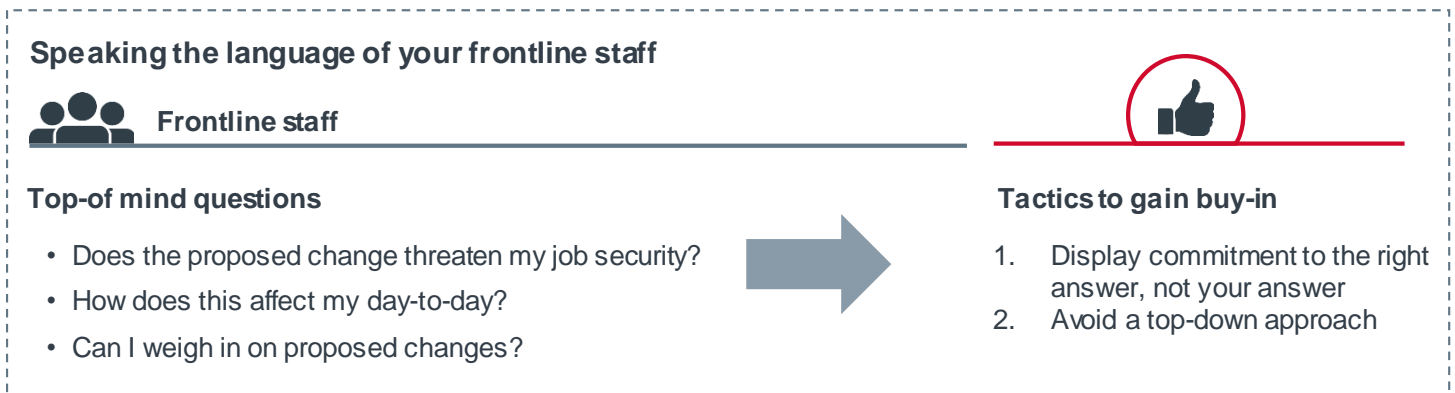 Speaking the language of your frontline staff
Frontline staff
Top-of mind questions
• Does the proposed change threaten my job security?
• How does this affect my day-to-day?
• Can I weigh in on proposed changes?
Tactics to gain buy-in
1. Display commitment to the right
answer, not your answer
2. Avoid a top-down approach